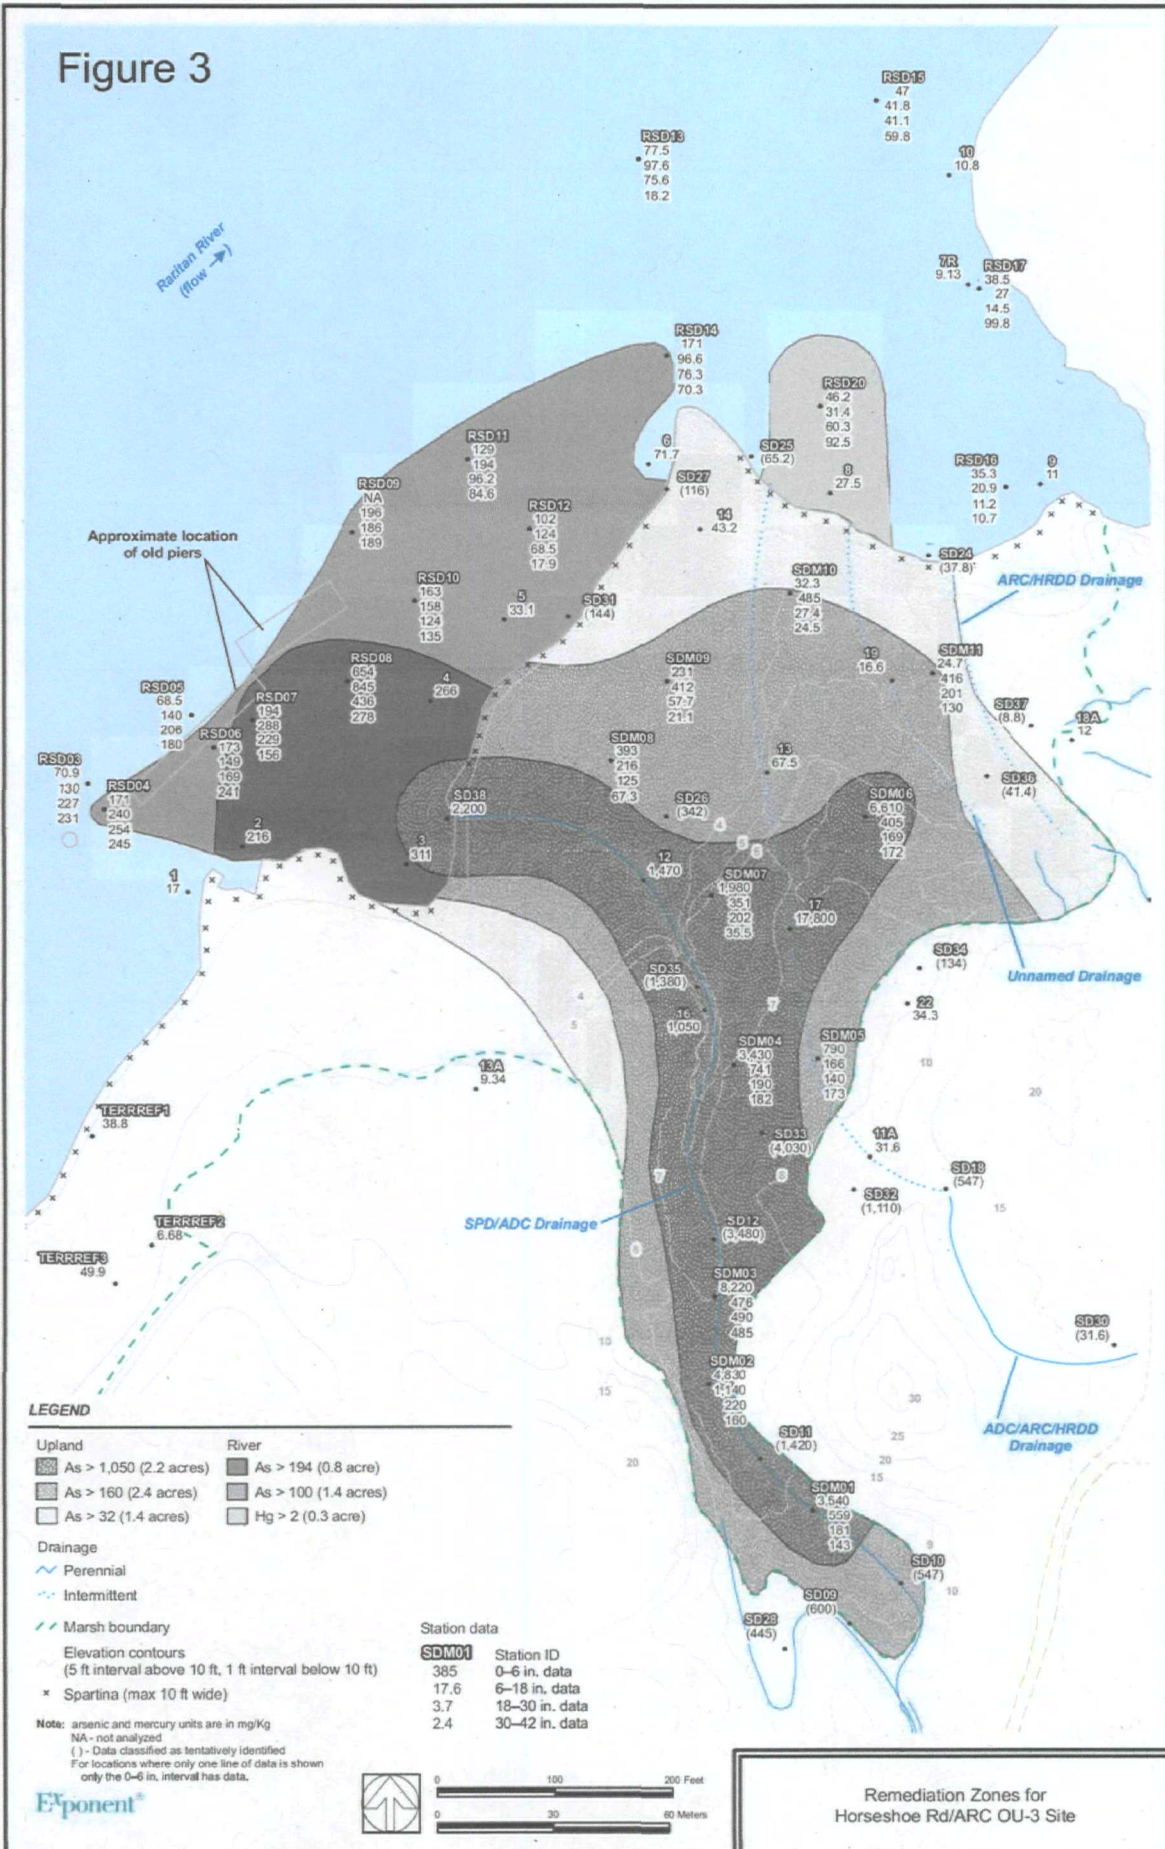 Figure 3
RSD15
47
41.8
41.1
59.8
RSD13
77.5
97.6
75.6
18.2
10
10.8
Raritan River
(flow → )
7R
9.13
RSD17
38.5
27
14.5
99.8
RSD14
171
96.6
76.3
70.3
RSD20
46.2
31.4
60.3
92.5
RSD11
129
194
96.2
84.6
6
71.7
SD25
(65.2)
8
27.5
RSD16
35.3
20.9
11.2
10.7
9
11
RSD09
NA
196
186
189
SD27
(116)
RSD12
102
124
68.5
17.9
14
43.2
Approximate location
of old piers
SD24
(37.8)
ARC/HRDD Drainage
RSD10
163
158
124
135
5
33.1
SD31
(144)
SDM10
32.3
485
27.4
24.5
RSD08
654
845
436
278
4
266
SDM09
231
412
57.7
21.1
19
16.6
SDM11
24.7
416
201
130
RSD05
68.5
140
206
180
RSD07
194
288
229
156
SD37
(8.8)
18A
12
RSD06
173
149
169
241
SDM08
393
216
125
67.3
13
67.5
RSD03
70.9
130
227
231
RSD04
171
240
254
245
SD36
(41.4)
SD38
2,200
SD26
(342)
SDM06
6,610
405
169
172
2
216
3
311
4
5
6
1
17
12
1,470
SDM07
1,980
351
202
35.5
17
17,800
SD35
(1,380)
SD34
(134)
Unnamed Drainage
4
5
16
1,050
7
22
34.3
SDM04
3,430
741
190
182
SDM05
790
166
140
173
10
20
13A
9.34
TERRREF1
38.8
SD33
(4,030)
11A
31.6
7
8
SD32
(1,110)
SD18
(547)
15
TERRREF2
6.68
SPD/ADC Drainage
SD12
(3,480)
TERRREF3
49.9
SDM03
8,220
476
490
485
SD30
(31.6)
10
15
SDM02
4,830
1,140
220
160
30
25
20
15
ADC/ARC/HRDD
Drainage
SD11
(1,420)
20
SDM01
3,540
559
181
143
9
10
SD10
(547)
SD09
(600)
SD28
(445)
LEGEND
Upland
As > 1,050 (2.2 acres)
As > 160 (2.4 acres)
As > 32 (1.4 acres)
River
As > 194 (0.8 acre)
As > 100 (1.4 acres)
Hg > 2 (0.3 acre)
Drainage
Perennial
Intermittent
Marsh boundary
Elevation contours
(5 ft interval above 10 ft, 1 ft interval below 10 ft)
× Spartina (max 10 ft wide)
Station data
SDM01 Station ID
385 0–6 in. data
17.6 6–18 in. data
3.7 18–30 in. data
2.4 30–42 in. data
Note: arsenic and mercury units are in mg/Kg
NA - not analyzed
( ) - Data classified as tentatively identified
For locations where only one line of data is shown
only the 0–6 in. interval has data.
Exponent®
0 100 200 Feet
0 30 60 Meters
Remediation Zones for
Horseshoe Rd/ARC OU-3 Site